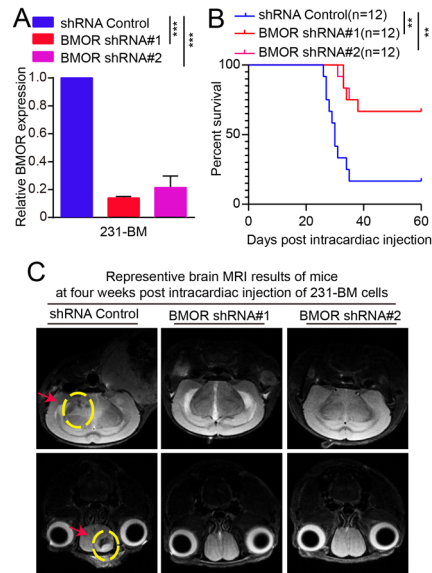 A
shRNA Control
BMOR shRNA#1
BMOR shRNA#2
***
***
Relative BMOR expression
1.0
0.8
0.6
0.4
0.2
0
231-BM
B
shRNA Control(n=12)
BMOR shRNA#1(n=12)
BMOR shRNA#2(n=12)
**
**
Percent survival
100
50
0
0
20
40
60
Days post intracardiac injection
C
Representive brain MRI results of mice
at four weeks post intracardiac injection of 231-BM cells
shRNA Control
BMOR shRNA#1
BMOR shRNA#2